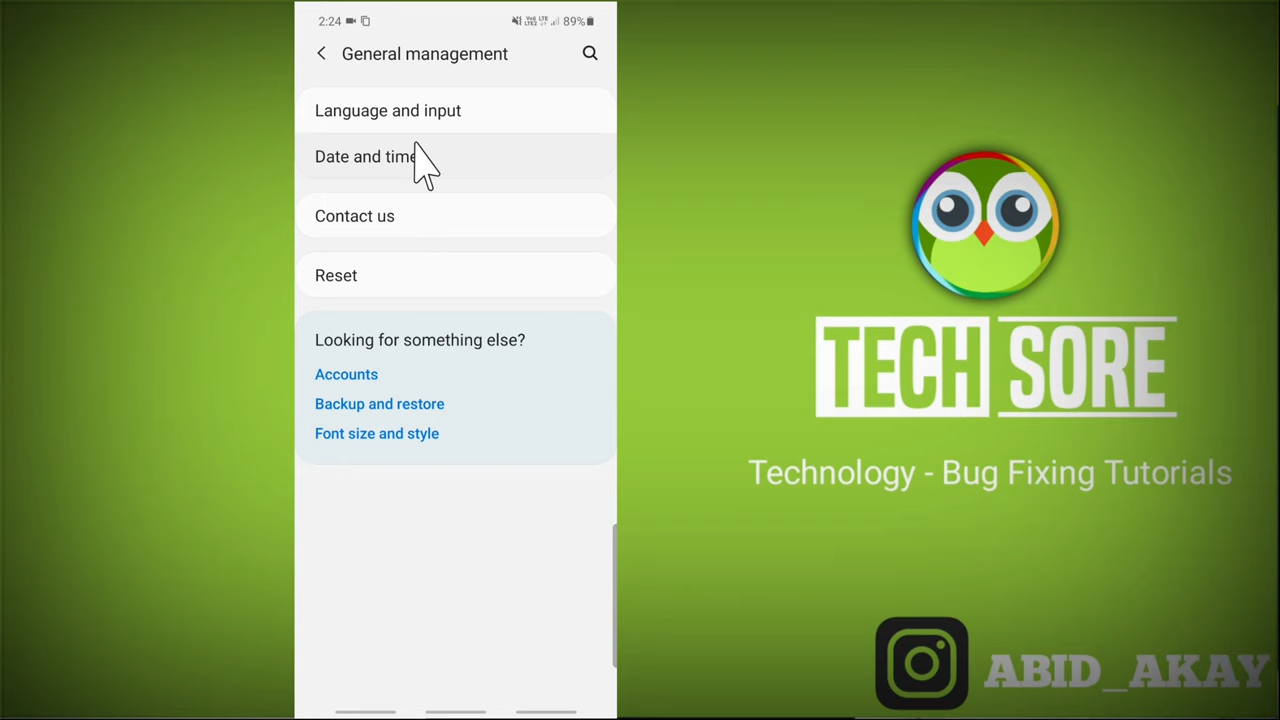 2:24
89%
General management
Language and input
Date and time
Contact us
Reset
Looking for something else?
Accounts
Backup and restore
Font size and style
TECH SORE
Technology - Bug Fixing Tutorials
ABID_AKAY